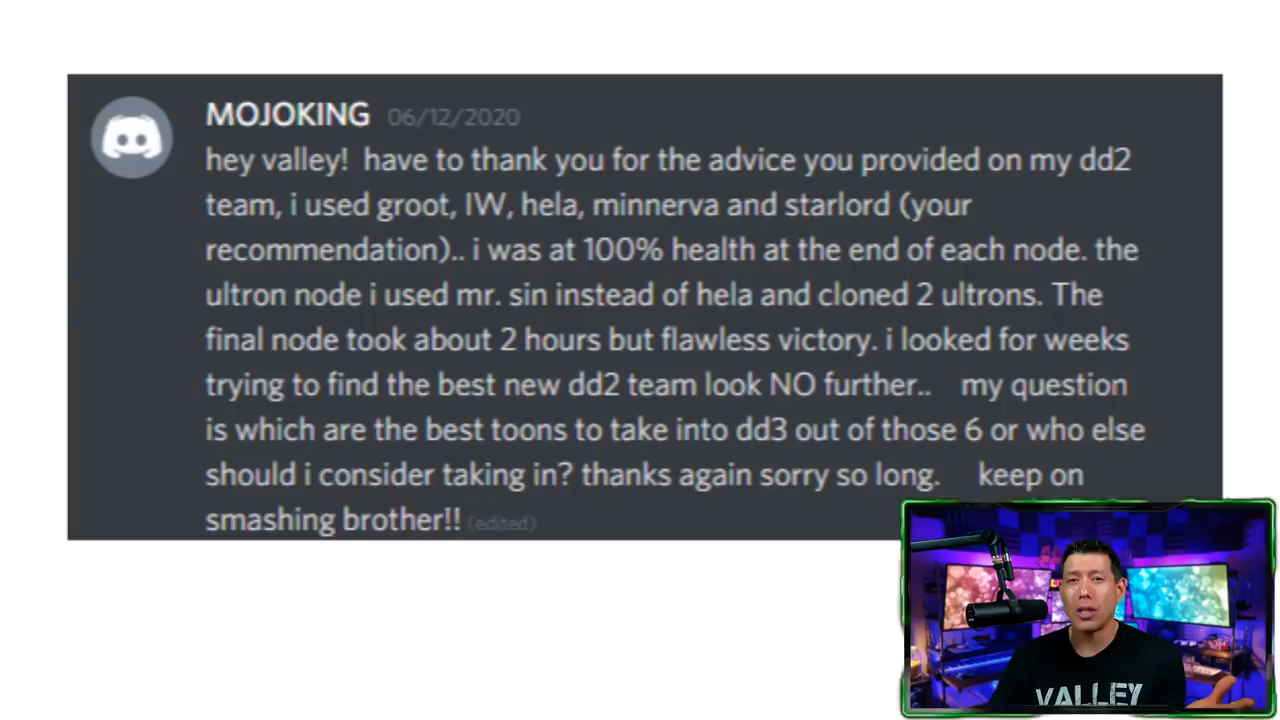 MOJOKING 06/12/2020
hey valley!  have to thank you for the advice you provided on my dd2
team, i used groot, IW, hela, minnerva and starlord (your
recommendation).. i was at 100% health at the end of each node. the
ultron node i used mr. sin instead of hela and cloned 2 ultrons. The
final node took about 2 hours but flawless victory. i looked for weeks
trying to find the best new dd2 team look NO further..    my question
is which are the best toons to take into dd3 out of those 6 or who else
should i consider taking in? thanks again sorry so long.     keep on
smashing brother!! (edited)
VALLEY